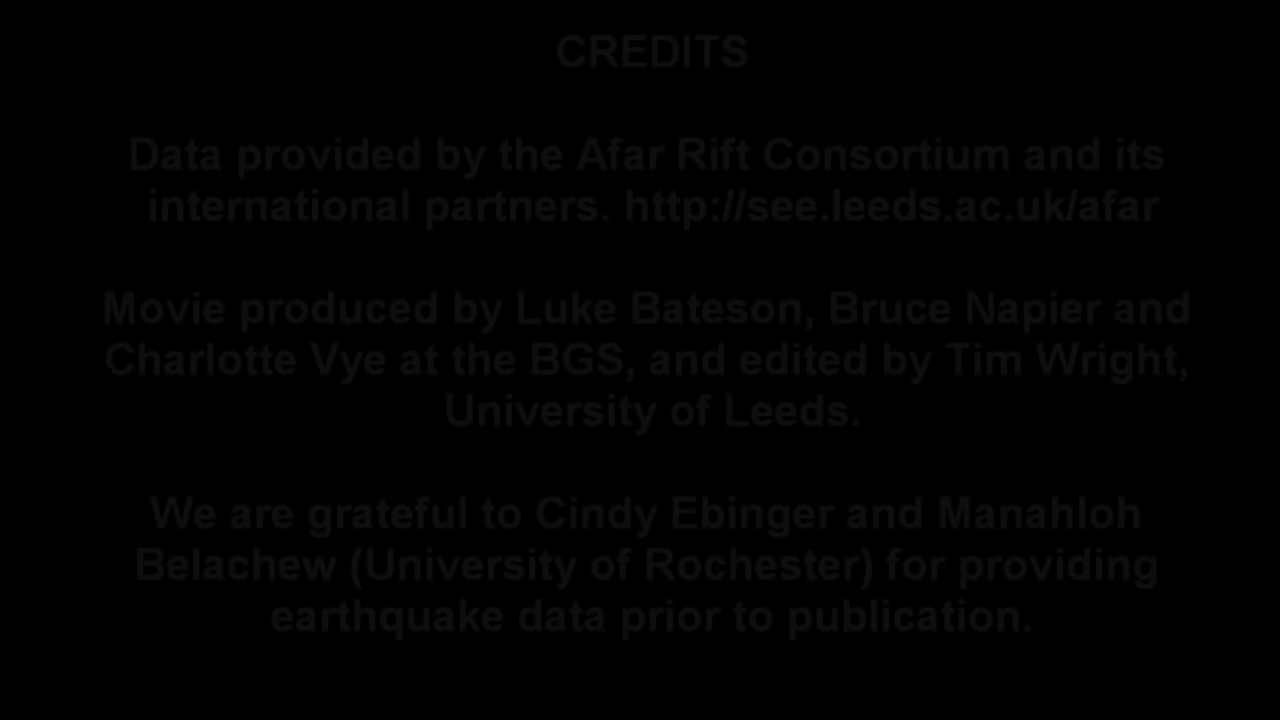 CREDITS
Data provided by the Afar Rift Consortium and its
international partners. http://see.leeds.ac.uk/afar
Movie produced by Luke Bateson, Bruce Napier and
Charlotte Vye at the BGS, and edited by Tim Wright,
University of Leeds.
We are grateful to Cindy Ebinger and Manahloh
Belachew (University of Rochester) for providing
earthquake data prior to publication.